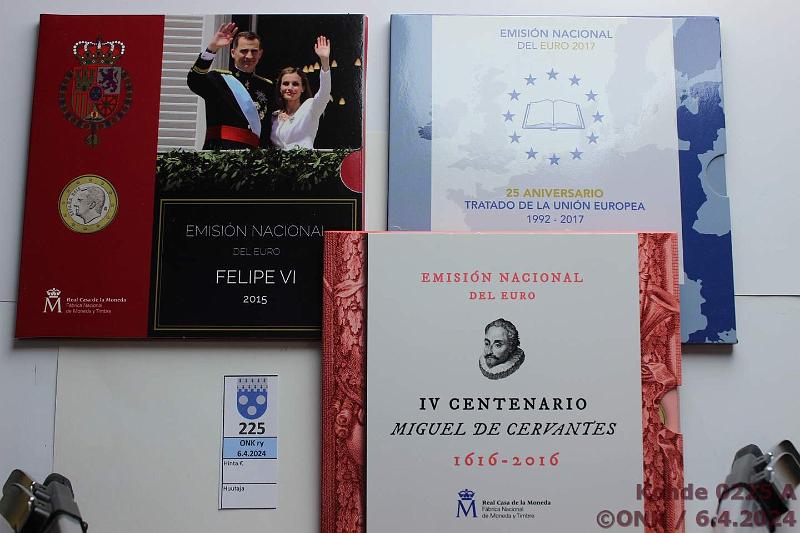 EMISIÓN NACIONAL
DEL EURO
FELIPE VI
2015
Real Casa de la Moneda
Fábrica Nacional
de Moneda y Timbre
EMISIÓN NACIONAL
DEL EURO 2017
25 ANIVERSARIO
TRATADO DE LA UNIÓN EUROPEA
1992 - 2017
EMISIÓN NACIONAL
DEL EURO
IV CENTENARIO
MIGUEL DE CERVANTES
1616-2016
Real Casa de la Moneda
Fábrica Nacional
de Moneda y Timbre
225
ONK ry
6.4.2024
Hinta €
Huutaja
Kohde 0225 A
©ONK / 6.4.2024